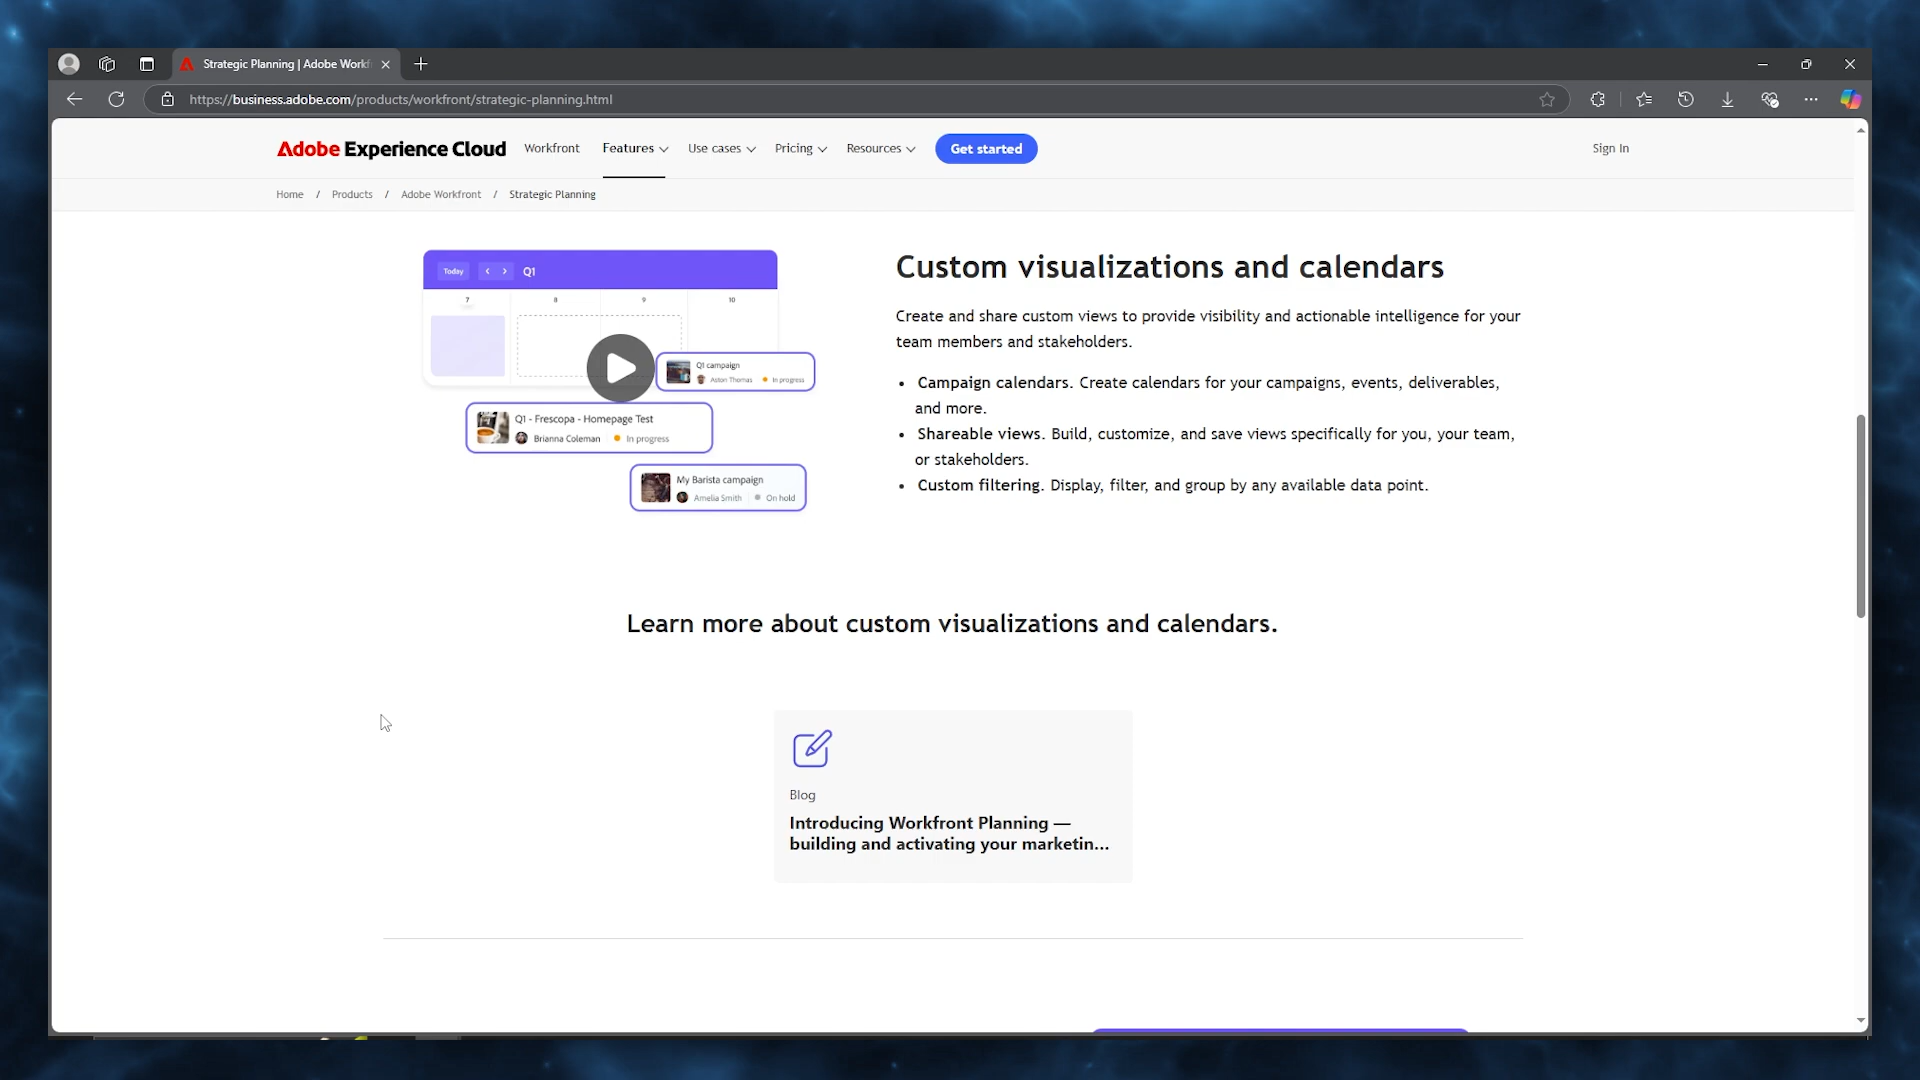 Strategic Planning | Adobe Workf
https://business.adobe.com/products/workfront/strategic-planning.html
Adobe Experience Cloud Workfront Features Use cases Pricing Resources Get started Sign In
Home / Products / Adobe Workfront / Strategic Planning
Today Q1
7 8 9 10
Q1 campaign
Aston Thomas In progress
Q1 - Frescopa - Homepage Test
Brianna Coleman In progress
My Barista campaign
Amelia Smith On hold
Custom visualizations and calendars
Create and share custom views to provide visibility and actionable intelligence for your
team members and stakeholders.
• Campaign calendars. Create calendars for your campaigns, events, deliverables,
and more.
• Shareable views. Build, customize, and save views specifically for you, your team,
or stakeholders.
• Custom filtering. Display, filter, and group by any available data point.
Learn more about custom visualizations and calendars.
Blog
Introducing Workfront Planning —
building and activating your marketin...